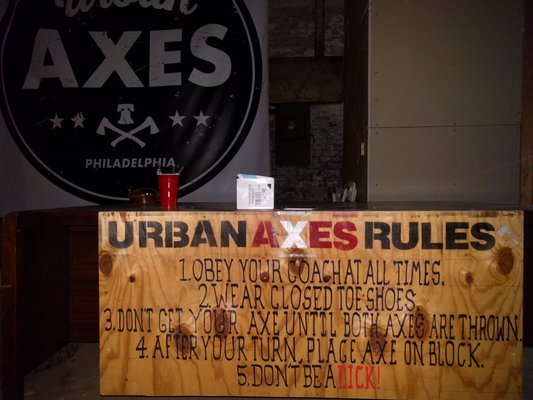 Urban
AXES
PHILADELPHIA
URBAN AXES RULES
1. OBEY YOUR COACH AT ALL TIMES.
2. WEAR CLOSED TOE SHOES
3. DONT GET YOUR AXE UNTIL BOTH AXES ARE THROWN.
4. AFTER YOUR TURN, PLACE AXE ON BLOCK.
5. DON'T BE A DICK!